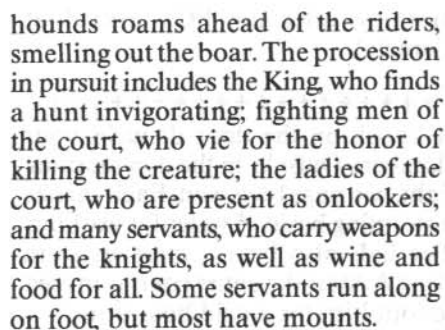 hounds roams ahead of the riders,
smelling out the boar. The procession
in pursuit includes the King, who finds
a hunt invigorating; fighting men of
the court, who vie for the honor of
killing the creature; the ladies of the
court, who are present as onlookers;
and many servants, who carry weapons
for the knights, as well as wine and
food for all. Some servants run along
on foot, but most have mounts.